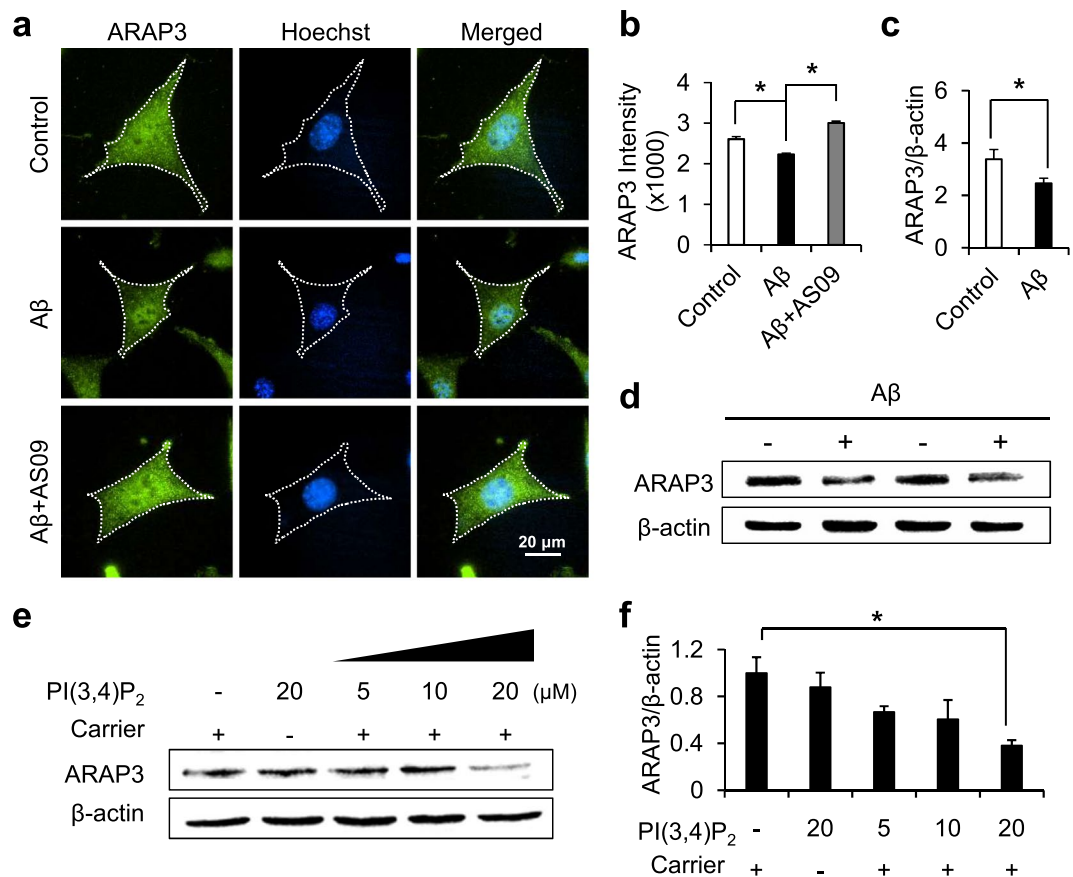 a
ARAP3 Hoechst Merged
Control
Aβ
Aβ+AS09
20 µm
b
ARAP3 Intensity
(x1000)
4
3
2
1
0
* *
Control Aβ Aβ+AS09
c
ARAP3/β-actin
6
4
2
0
*
Control Aβ
d
Aβ
- + - +
ARAP3
β-actin
e
PI(3,4)P2 - 20 5 10 20 (µM)
Carrier + - + + +
ARAP3
β-actin
f
ARAP3/β-actin
1.2
0.8
0.4
0
*
PI(3,4)P2 - 20 5 10 20
Carrier + - + + +